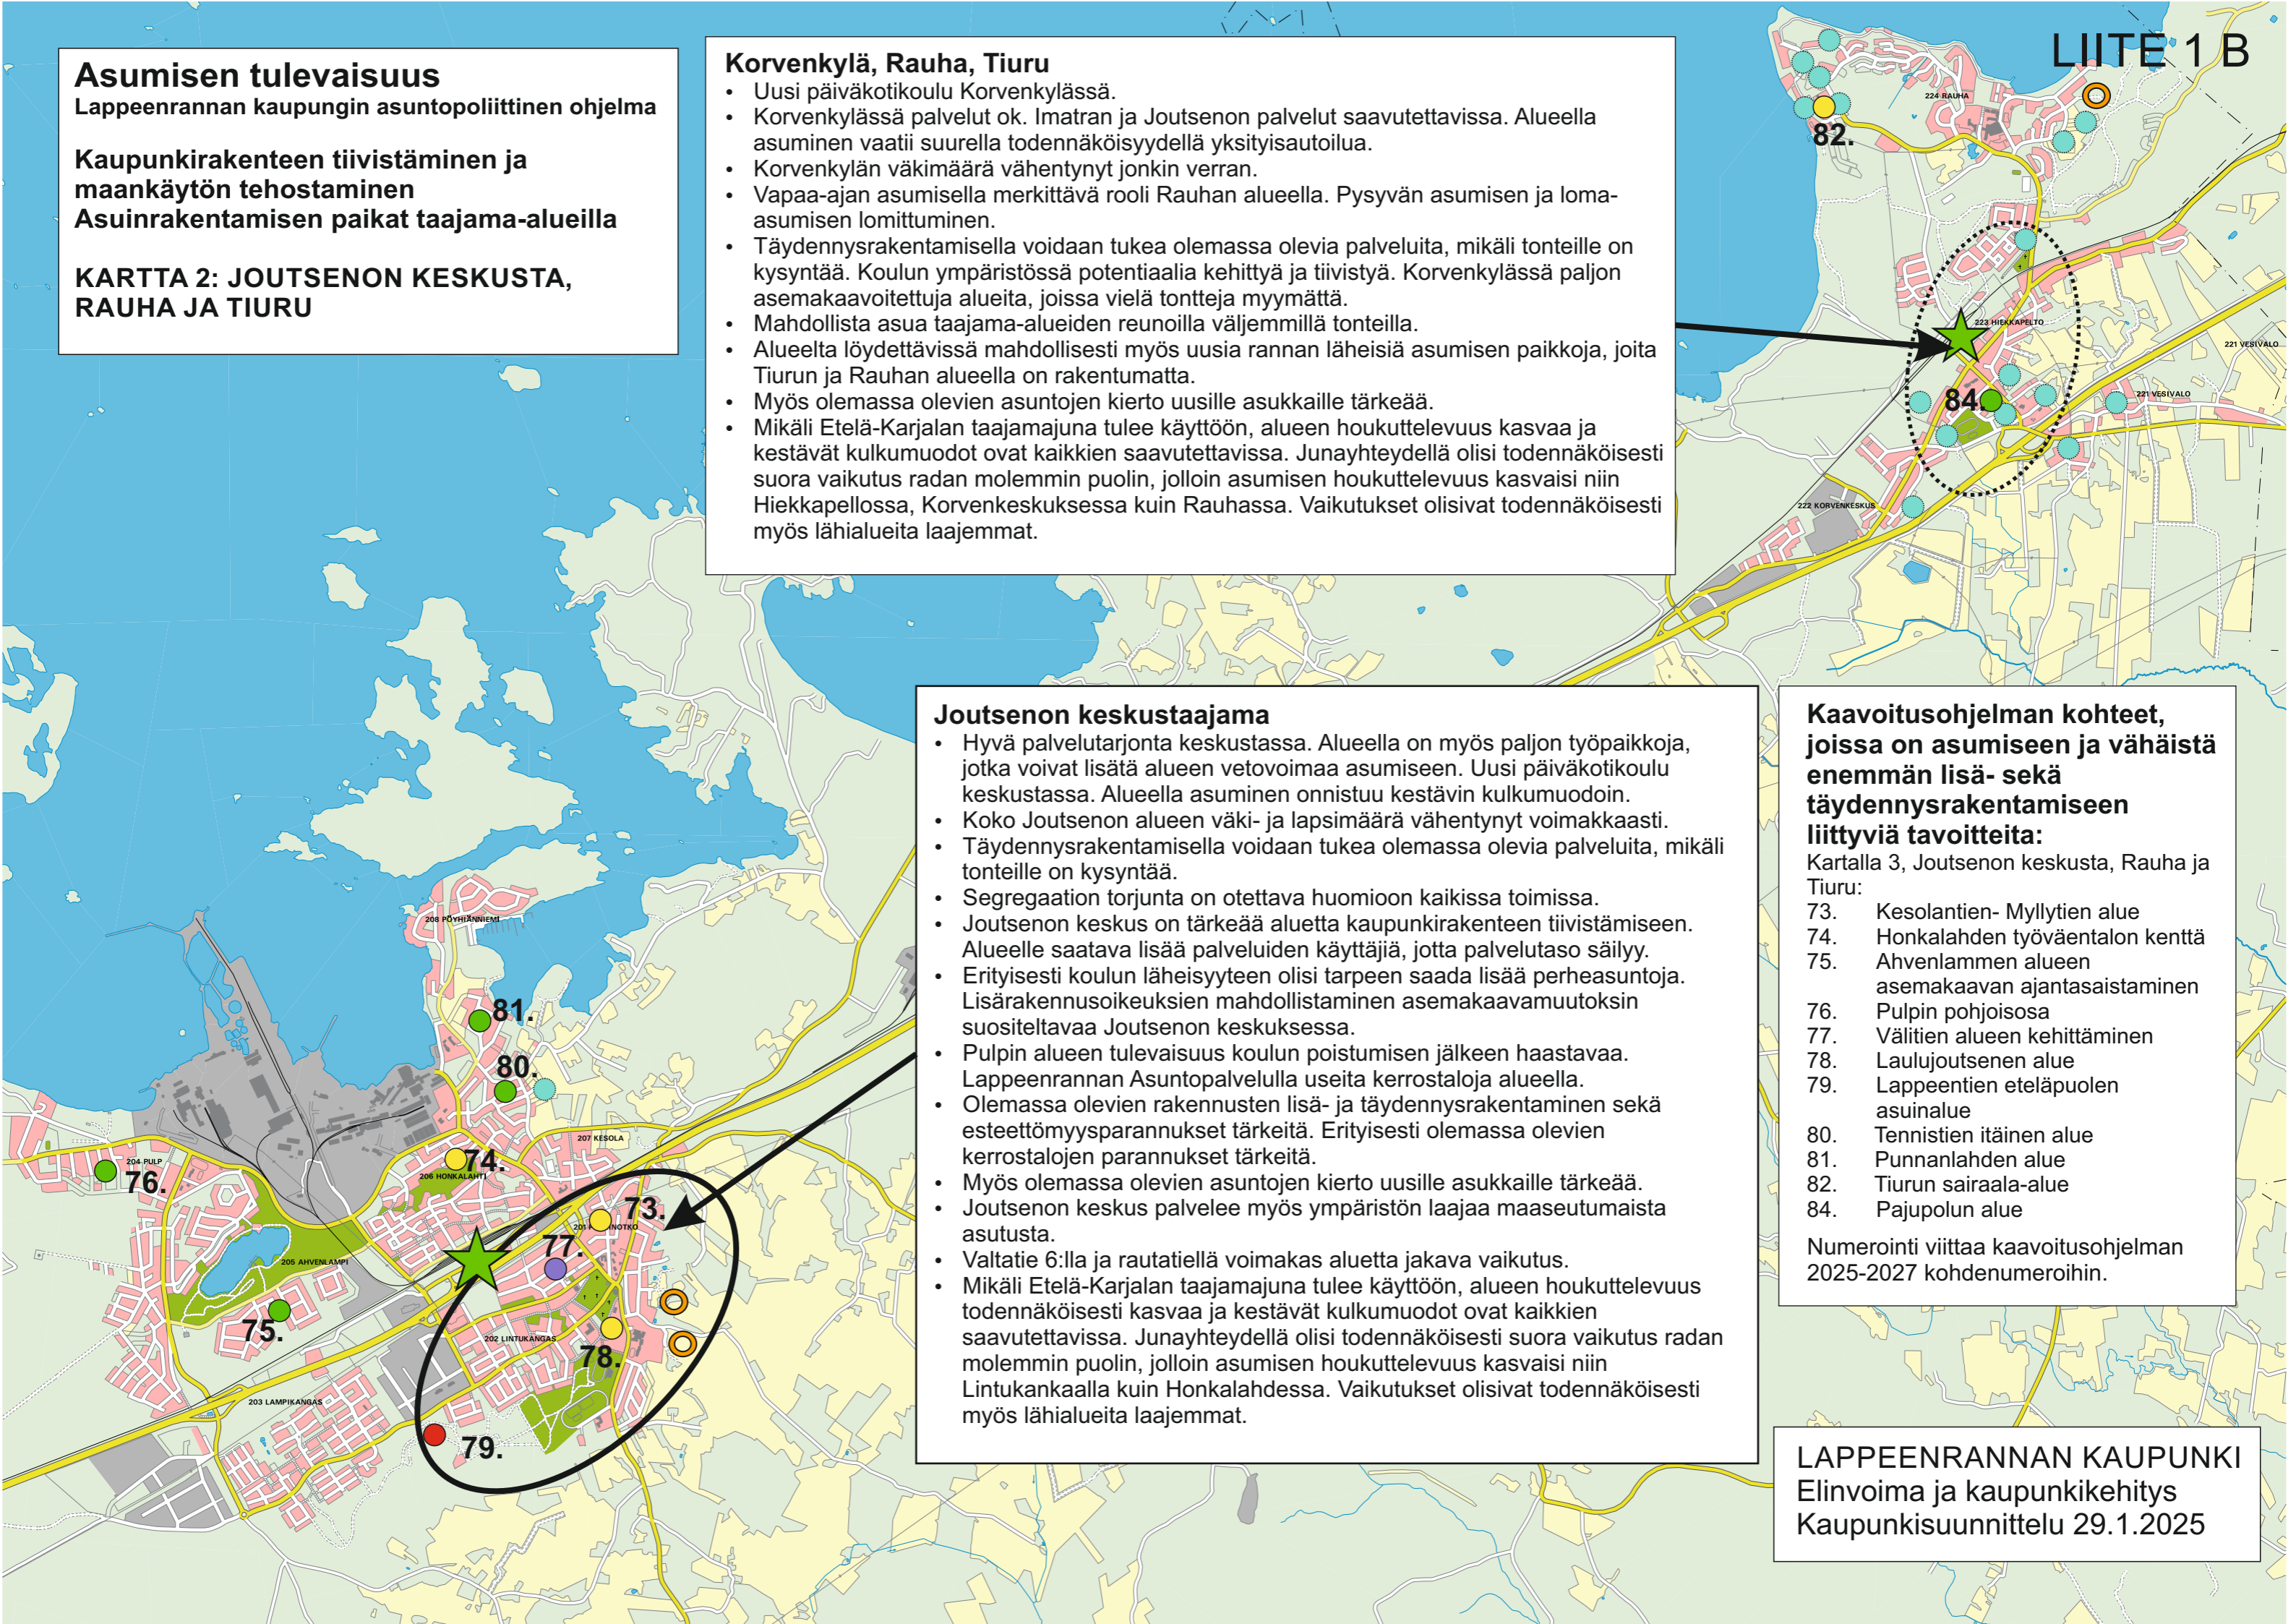 LIITE 1 B
Asumisen tulevaisuus
Lappeenrannan kaupungin asuntopoliittinen ohjelma
Kaupunkirakenteen tiivistäminen ja
maankäytön tehostaminen
Asuinrakentamisen paikat taajama-alueilla
KARTTA 2: JOUTSENON KESKUSTA,
RAUHA JA TIURU
Korvenkylä, Rauha, Tiuru
• Uusi päiväkotikoulu Korvenkylässä.
• Korvenkylässä palvelut ok. Imatran ja Joutsenon palvelut saavutettavissa. Alueella
asuminen vaatii suurella todennäköisyydellä yksityisautoilua.
• Korvenkylän väkimäärä vähentynyt jonkin verran.
• Vapaa-ajan asumisella merkittävä rooli Rauhan alueella. Pysyvän asumisen ja loma-
asumisen lomittuminen.
• Täydennysrakentamisella voidaan tukea olemassa olevia palveluita, mikäli tonteille on
kysyntää. Koulun ympäristössä potentiaalia kehittyä ja tiivistyä. Korvenkylässä paljon
asemakaavoitettuja alueita, joissa vielä tontteja myymättä.
• Mahdollista asua taajama-alueiden reunoilla väljemmillä tonteilla.
• Alueelta löydettävissä mahdollisesti myös uusia rannan läheisiä asumisen paikkoja, joita
Tiurun ja Rauhan alueella on rakentumatta.
• Myös olemassa olevien asuntojen kierto uusille asukkaille tärkeää.
• Mikäli Etelä-Karjalan taajamajuna tulee käyttöön, alueen houkuttelevuus kasvaa ja
kestävät kulkumuodot ovat kaikkien saavutettavissa. Junayhteydellä olisi todennäköisesti
suora vaikutus radan molemmin puolin, jolloin asumisen houkuttelevuus kasvaisi niin
Hiekkapellossa, Korvenkeskuksessa kuin Rauhassa. Vaikutukset olisivat todennäköisesti
myös lähialueita laajemmat.
224 RAUHA
82.
223 HIEKKAPELTO
221 VESIVALO
221 VESIVALO
84.
222 KORVENKESKUS
Joutsenon keskustaajama
• Hyvä palvelutarjonta keskustassa. Alueella on myös paljon työpaikkoja,
jotka voivat lisätä alueen vetovoimaa asumiseen. Uusi päiväkotikoulu
keskustassa. Alueella asuminen onnistuu kestävin kulkumuodoin.
• Koko Joutsenon alueen väki- ja lapsimäärä vähentynyt voimakkaasti.
• Täydennysrakentamisella voidaan tukea olemassa olevia palveluita, mikäli
tonteille on kysyntää.
• Segregaation torjunta on otettava huomioon kaikissa toimissa.
• Joutsenon keskus on tärkeää aluetta kaupunkirakenteen tiivistämiseen.
Alueelle saatava lisää palveluiden käyttäjiä, jotta palvelutaso säilyy.
• Erityisesti koulun läheisyyteen olisi tarpeen saada lisää perheasuntoja.
Lisärakennusoikeuksien mahdollistaminen asemakaavamuutoksin
suositeltavaa Joutsenon keskuksessa.
• Pulpin alueen tulevaisuus koulun poistumisen jälkeen haastavaa.
Lappeenrannan Asuntopalvelulla useita kerrostaloja alueella.
• Olemassa olevien rakennusten lisä- ja täydennysrakentaminen sekä
esteettömyysparannukset tärkeitä. Erityisesti olemassa olevien
kerrostalojen parannukset tärkeitä.
• Myös olemassa olevien asuntojen kierto uusille asukkaille tärkeää.
• Joutsenon keskus palvelee myös ympäristön laajaa maaseutumaista
asutusta.
• Valtatie 6:lla ja rautatiellä voimakas aluetta jakava vaikutus.
• Mikäli Etelä-Karjalan taajamajuna tulee käyttöön, alueen houkuttelevuus
todennäköisesti kasvaa ja kestävät kulkumuodot ovat kaikkien
saavutettavissa. Junayhteydellä olisi todennäköisesti suora vaikutus radan
molemmin puolin, jolloin asumisen houkuttelevuus kasvaisi niin
Lintukankaalla kuin Honkalahdessa. Vaikutukset olisivat todennäköisesti
myös lähialueita laajemmat.
Kaavoitusohjelman kohteet,
joissa on asumiseen ja vähäistä
enemmän lisä- sekä
täydennysrakentamiseen
liittyviä tavoitteita:
Kartalla 3, Joutsenon keskusta, Rauha ja
Tiuru:
73. Kesolantien- Myllytien alue
74. Honkalahden työväentalon kenttä
75. Ahvenlammen alueen
asemakaavan ajantasaistaminen
76. Pulpin pohjoisosa
77. Välitien alueen kehittäminen
78. Laulujoutsenen alue
79. Lappeentien eteläpuolen
asuinalue
80. Tennistien itäinen alue
81. Punnanlahden alue
82. Tiurun sairaala-alue
84. Pajupolun alue
Numerointi viittaa kaavoitusohjelman
2025-2027 kohdenumeroihin.
208 PÖYHIÄNNIEMI
81.
80.
207 KESOLA
204 PULP
76.
74.
206 HONKALAHTI
73.
201
77.
205 AHVENLAMPI
75.
202 LINTUKANGAS
78.
203 LAMPIKANGAS
79.
LAPPEENRANNAN KAUPUNKI
Elinvoima ja kaupunkikehitys
Kaupunkisuunnittelu 29.1.2025